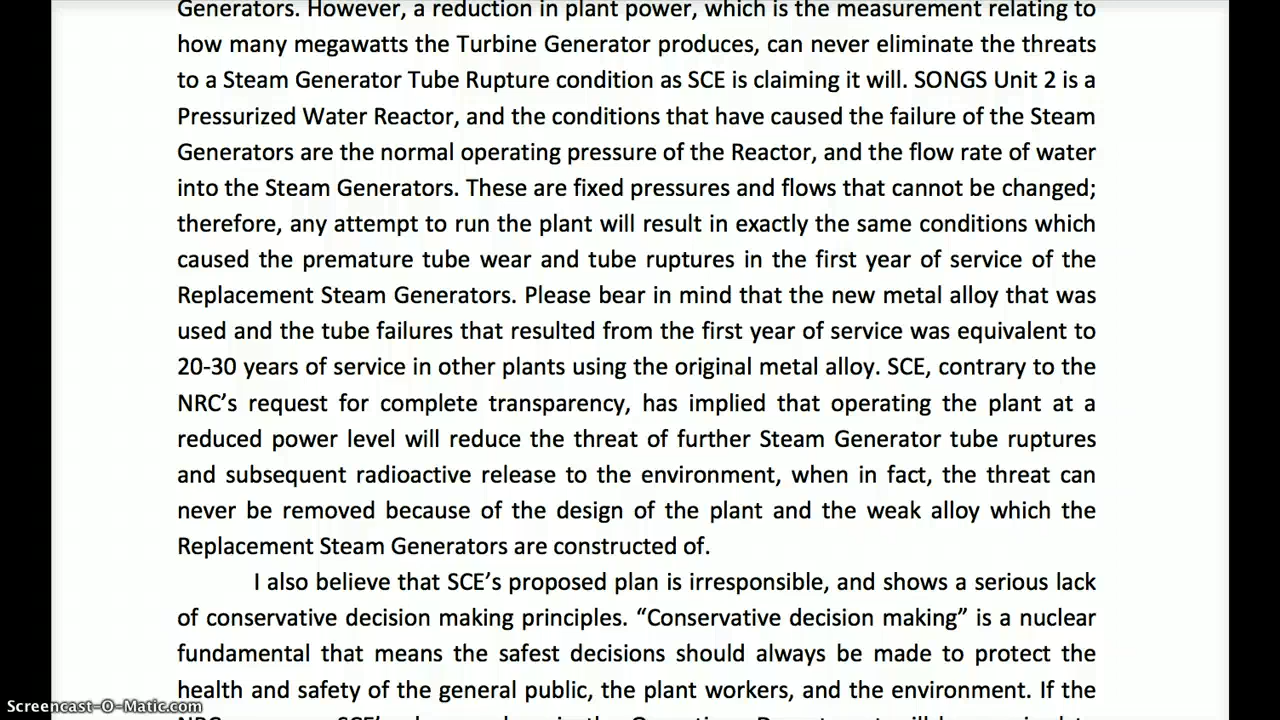 Generators. However, a reduction in plant power, which is the measurement relating to
how many megawatts the Turbine Generator produces, can never eliminate the threats
to a Steam Generator Tube Rupture condition as SCE is claiming it will. SONGS Unit 2 is a
Pressurized Water Reactor, and the conditions that have caused the failure of the Steam
Generators are the normal operating pressure of the Reactor, and the flow rate of water
into the Steam Generators. These are fixed pressures and flows that cannot be changed;
therefore, any attempt to run the plant will result in exactly the same conditions which
caused the premature tube wear and tube ruptures in the first year of service of the
Replacement Steam Generators. Please bear in mind that the new metal alloy that was
used and the tube failures that resulted from the first year of service was equivalent to
20-30 years of service in other plants using the original metal alloy. SCE, contrary to the
NRC’s request for complete transparency, has implied that operating the plant at a
reduced power level will reduce the threat of further Steam Generator tube ruptures
and subsequent radioactive release to the environment, when in fact, the threat can
never be removed because of the design of the plant and the weak alloy which the
Replacement Steam Generators are constructed of.
I also believe that SCE’s proposed plan is irresponsible, and shows a serious lack
of conservative decision making principles. “Conservative decision making” is a nuclear
fundamental that means the safest decisions should always be made to protect the
health and safety of the general public, the plant workers, and the environment. If the
Screencast-O-Matic.com